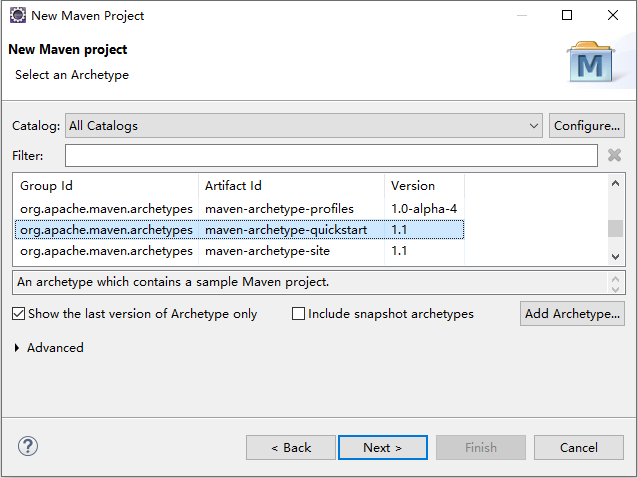 New Maven Project
New Maven project
Select an Archetype
M
Catalog: All Catalogs Configure...
Filter:
Group Id Artifact Id Version
org.apache.maven.archetypes maven-archetype-profiles 1.0-alpha-4
org.apache.maven.archetypes maven-archetype-quickstart 1.1
org.apache.maven.archetypes maven-archetype-site 1.1
An archetype which contains a sample Maven project.
Show the last version of Archetype only Include snapshot archetypes Add Archetype...
Advanced
? < Back Next > Finish Cancel